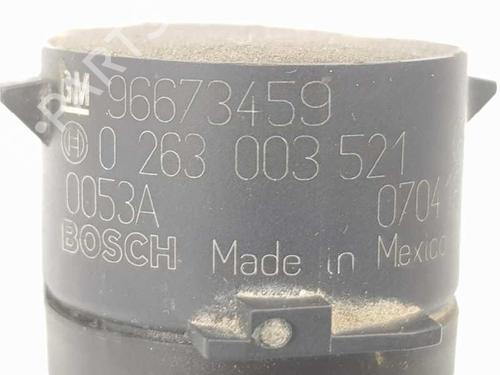 GM 96673459
0 263 003 521
0053A 0704
BOSCH Made in Mexico